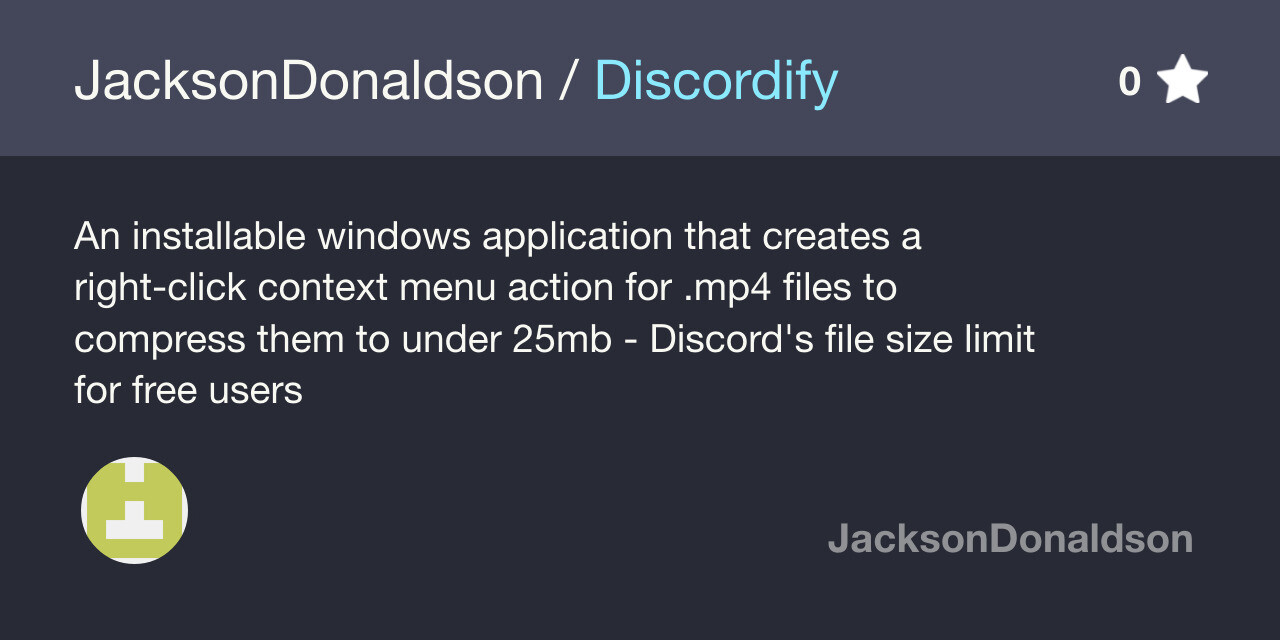 JacksonDonaldson / Discordify
0
An installable windows application that creates a
right-click context menu action for .mp4 files to
compress them to under 25mb - Discord's file size limit
for free users
JacksonDonaldson